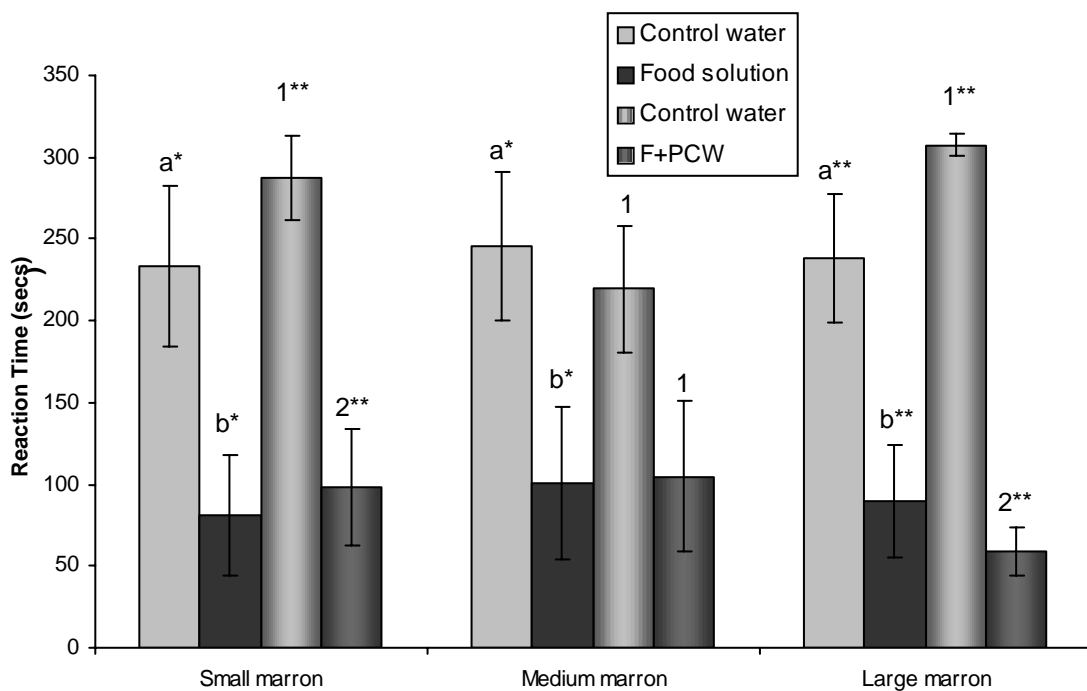 Control water
Food solution
Control water
F+PCW
Reaction Time (secs)
350
300
250
200
150
100
50
0
a*
b*
1**
2**
a*
b*
1
1
a**
b**
1**
2**
Small marron
Medium marron
Large marron